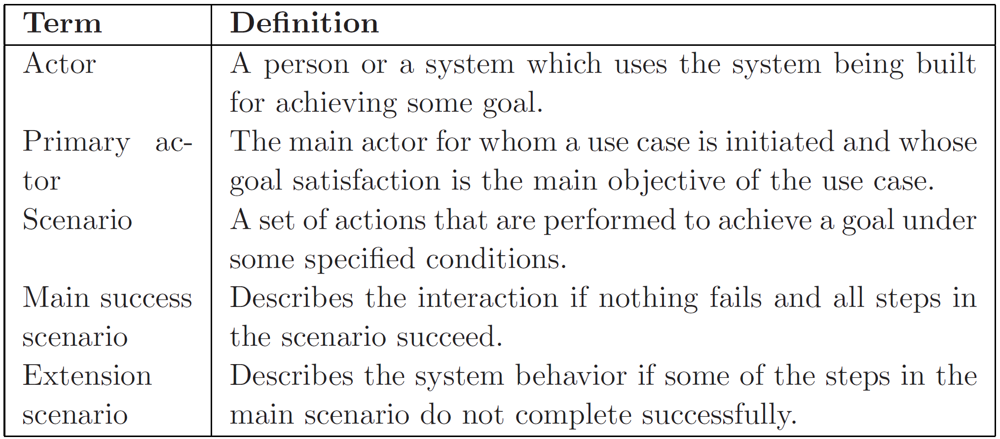 Term Definition
Actor A person or a system which uses the system being built
for achieving some goal.
Primary ac- The main actor for whom a use case is initiated and whose
tor goal satisfaction is the main objective of the use case.
Scenario A set of actions that are performed to achieve a goal under
some specified conditions.
Main success Describes the interaction if nothing fails and all steps in
scenario the scenario succeed.
Extension Describes the system behavior if some of the steps in the
scenario main scenario do not complete successfully.